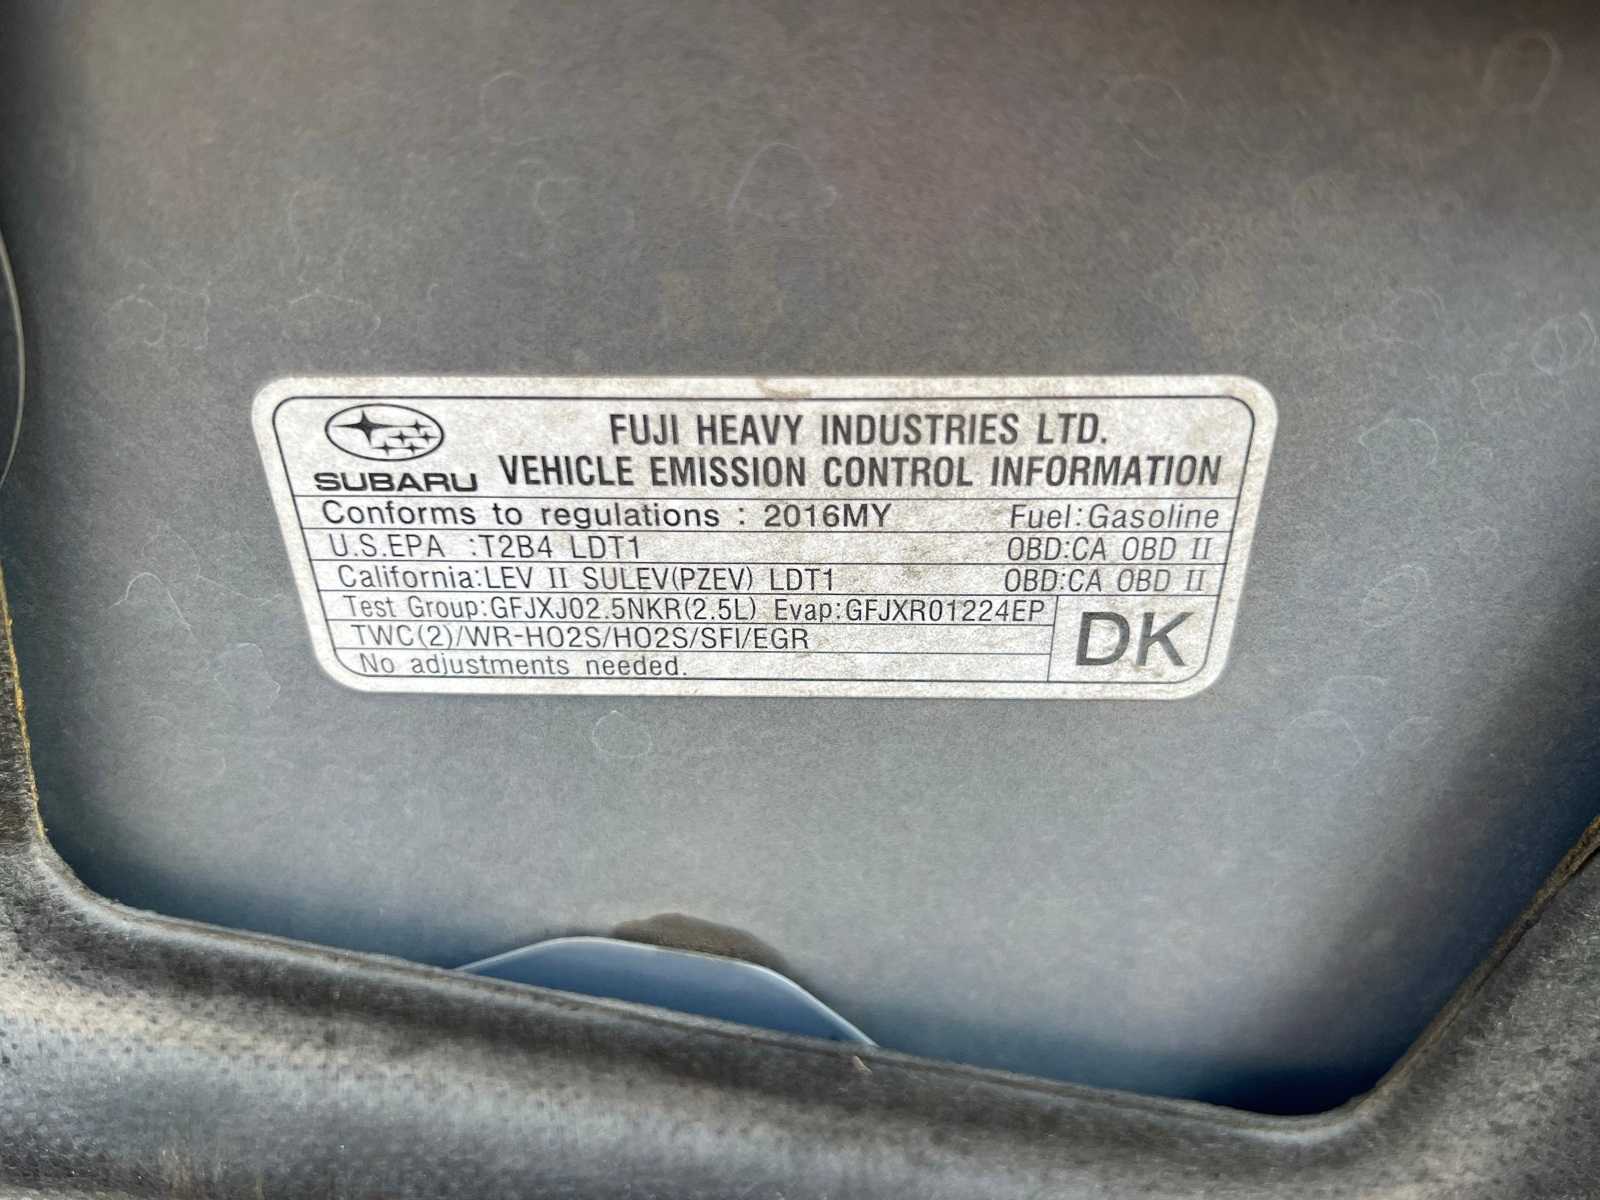 SUBARU
FUJI HEAVY INDUSTRIES LTD.
VEHICLE EMISSION CONTROL INFORMATION
Conforms to regulations : 2016MY Fuel:Gasoline
U.S.EPA :T2B4 LDT1 OBD:CA OBD II
California:LEV II SULEV(PZEV) LDT1 OBD:CA OBD II
Test Group:GFJXJ02.5NKR(2.5L) Evap:GFJXR01224EP
TWC(2)/WR-HO2S/HO2S/SFI/EGR
No adjustments needed.
DK